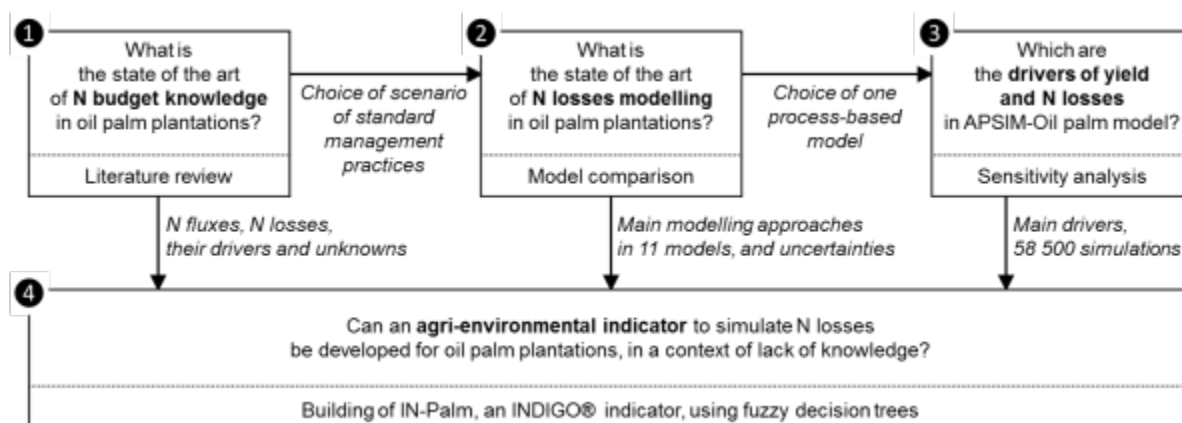 1
What is
the state of the art
of N budget knowledge
in oil palm plantations?
Literature review
Choice of scenario
of standard
management
practices
2
What is
the state of the art
of N losses modelling
in oil palm plantations?
Model comparison
Choice of one
process-based
model
3
Which are
the drivers of yield
and N losses
in APSIM-Oil palm model?
Sensitivity analysis
N fluxes, N losses,
their drivers and unknowns
Main modelling approaches
in 11 models, and uncertainties
Main drivers,
58 500 simulations
4
Can an agri-environmental indicator to simulate N losses
be developed for oil palm plantations, in a context of lack of knowledge?
Building of IN-Palm, an INDIGO® indicator, using fuzzy decision trees